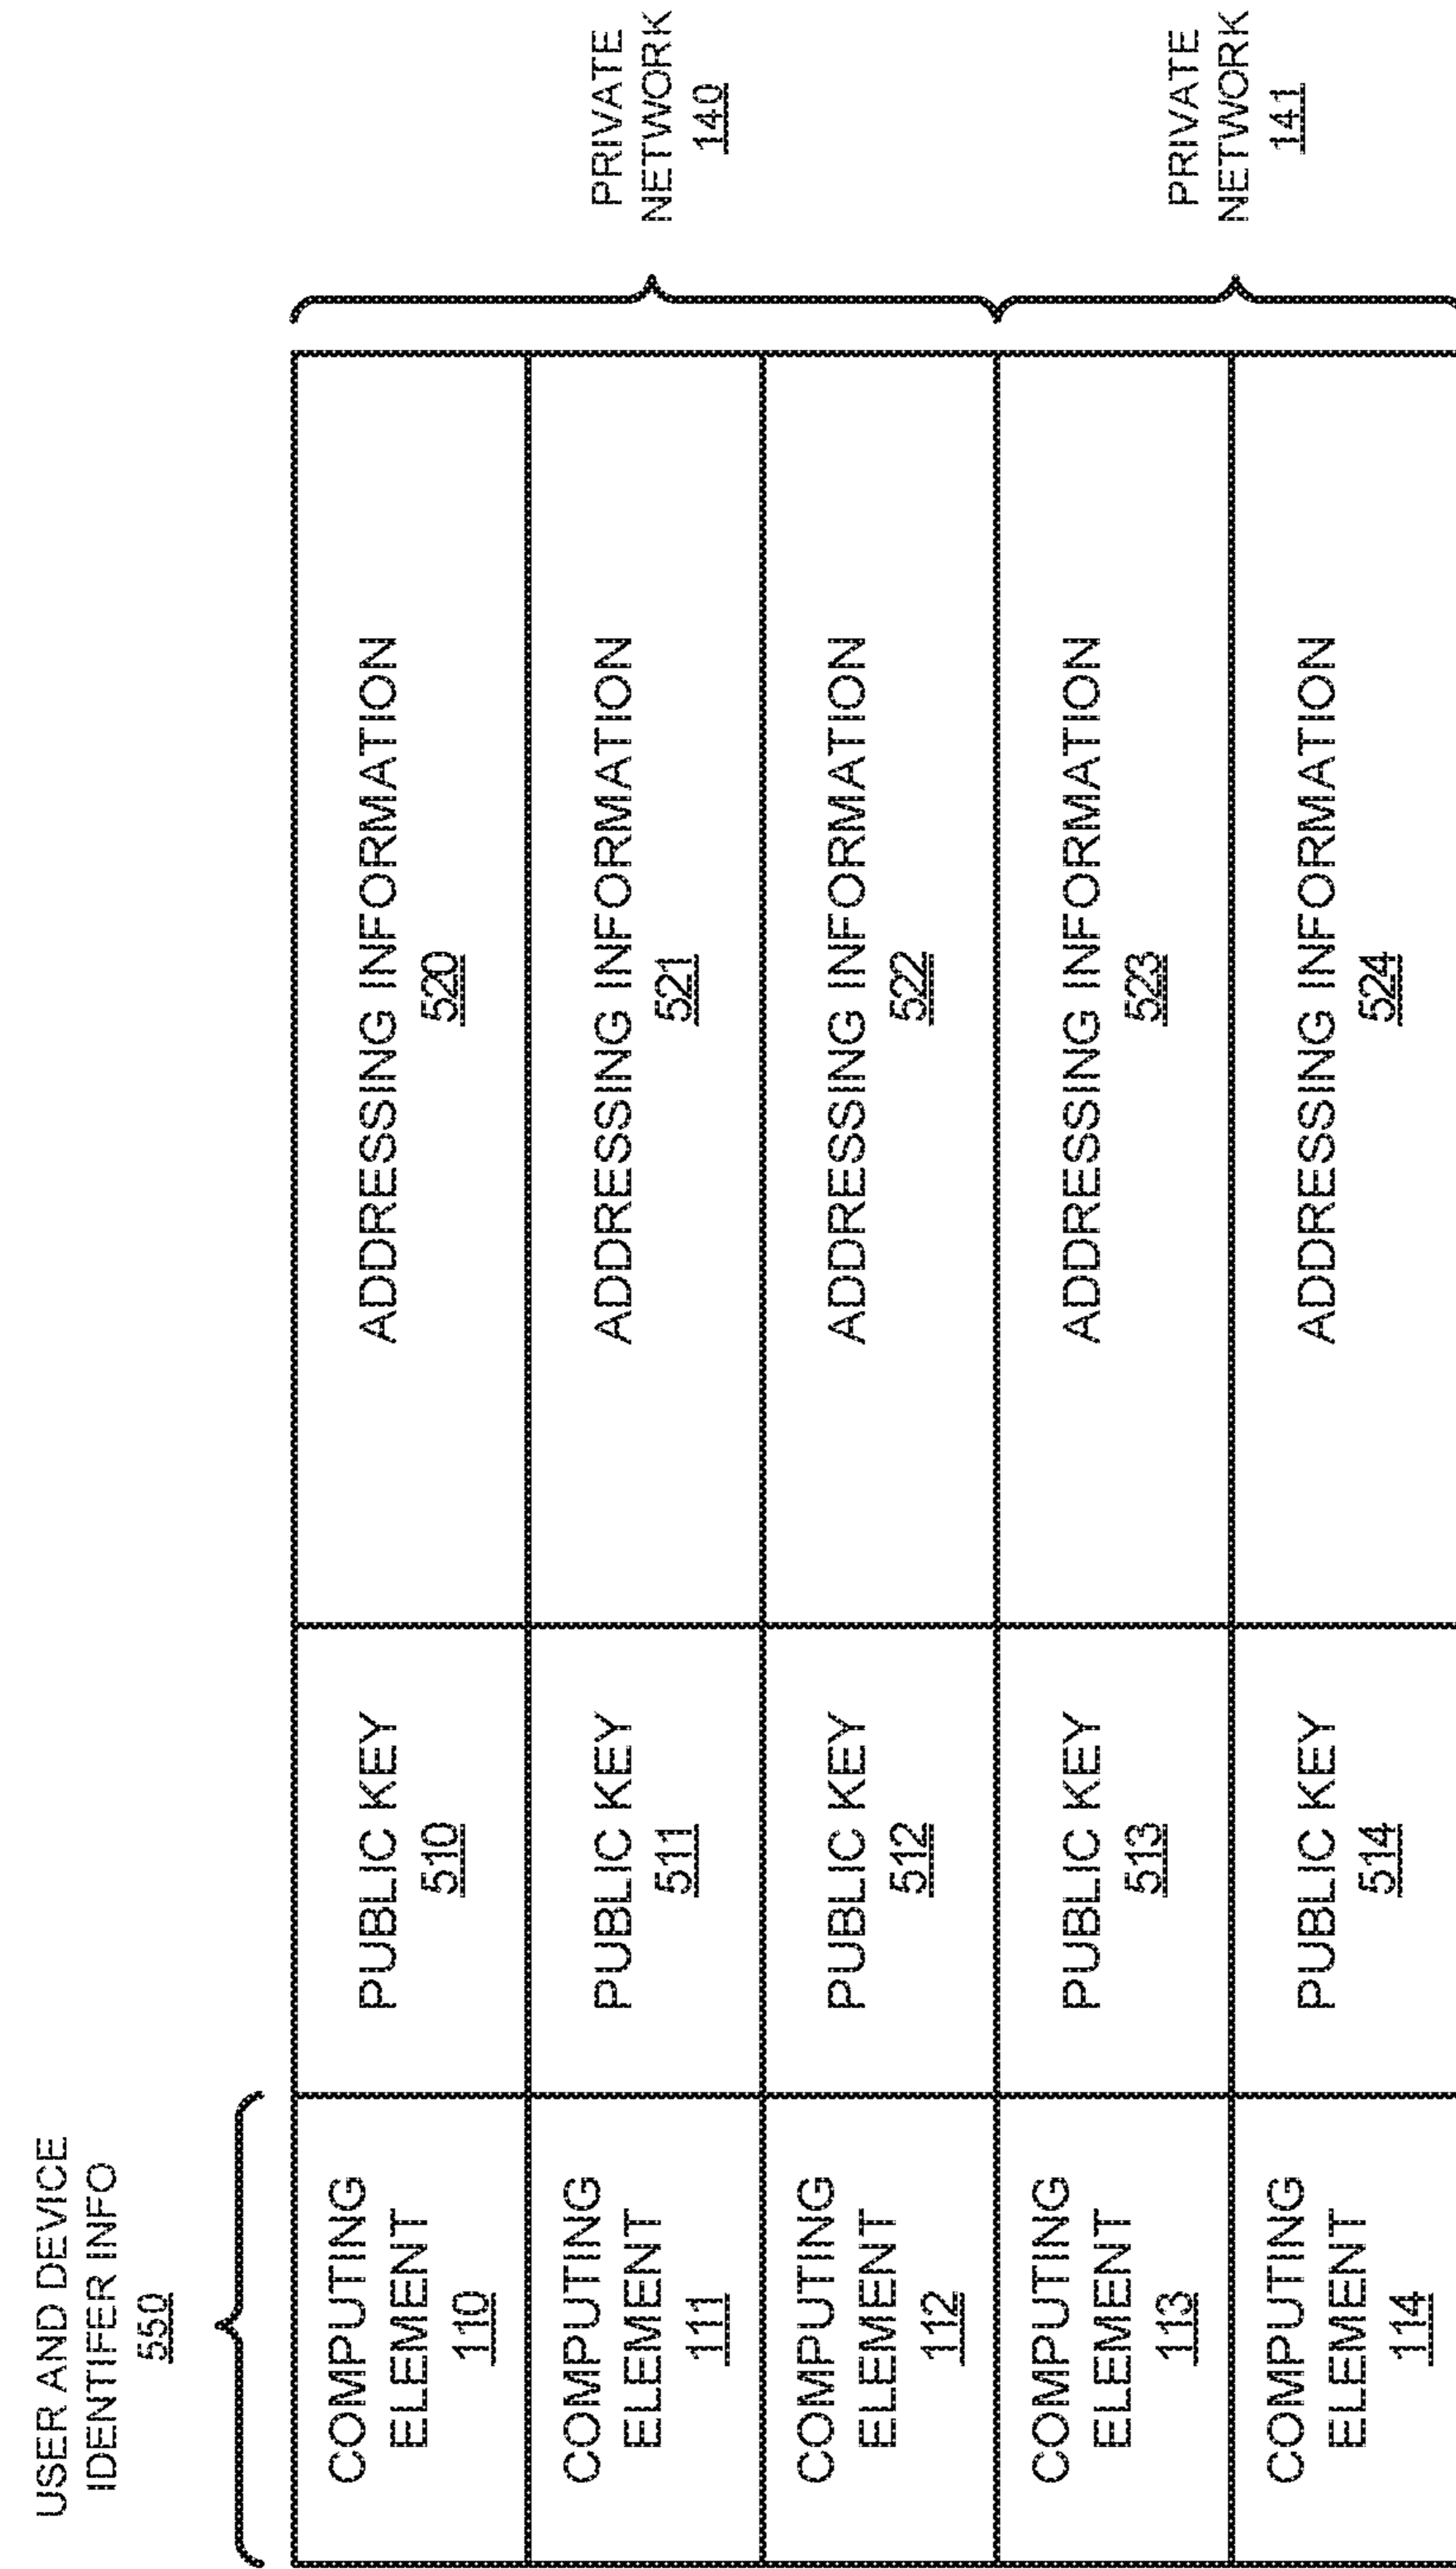 USER AND DEVICE
IDENTIFER INFO
550
COMPUTING
ELEMENT
110
PUBLIC KEY
510
ADDRESSING INFORMATION
520
COMPUTING
ELEMENT
111
PUBLIC KEY
511
ADDRESSING INFORMATION
521
COMPUTING
ELEMENT
112
PUBLIC KEY
512
ADDRESSING INFORMATION
522
PRIVATE
NETWORK
140
COMPUTING
ELEMENT
113
PUBLIC KEY
513
ADDRESSING INFORMATION
523
COMPUTING
ELEMENT
114
PUBLIC KEY
514
ADDRESSING INFORMATION
524
PRIVATE
NETWORK
141